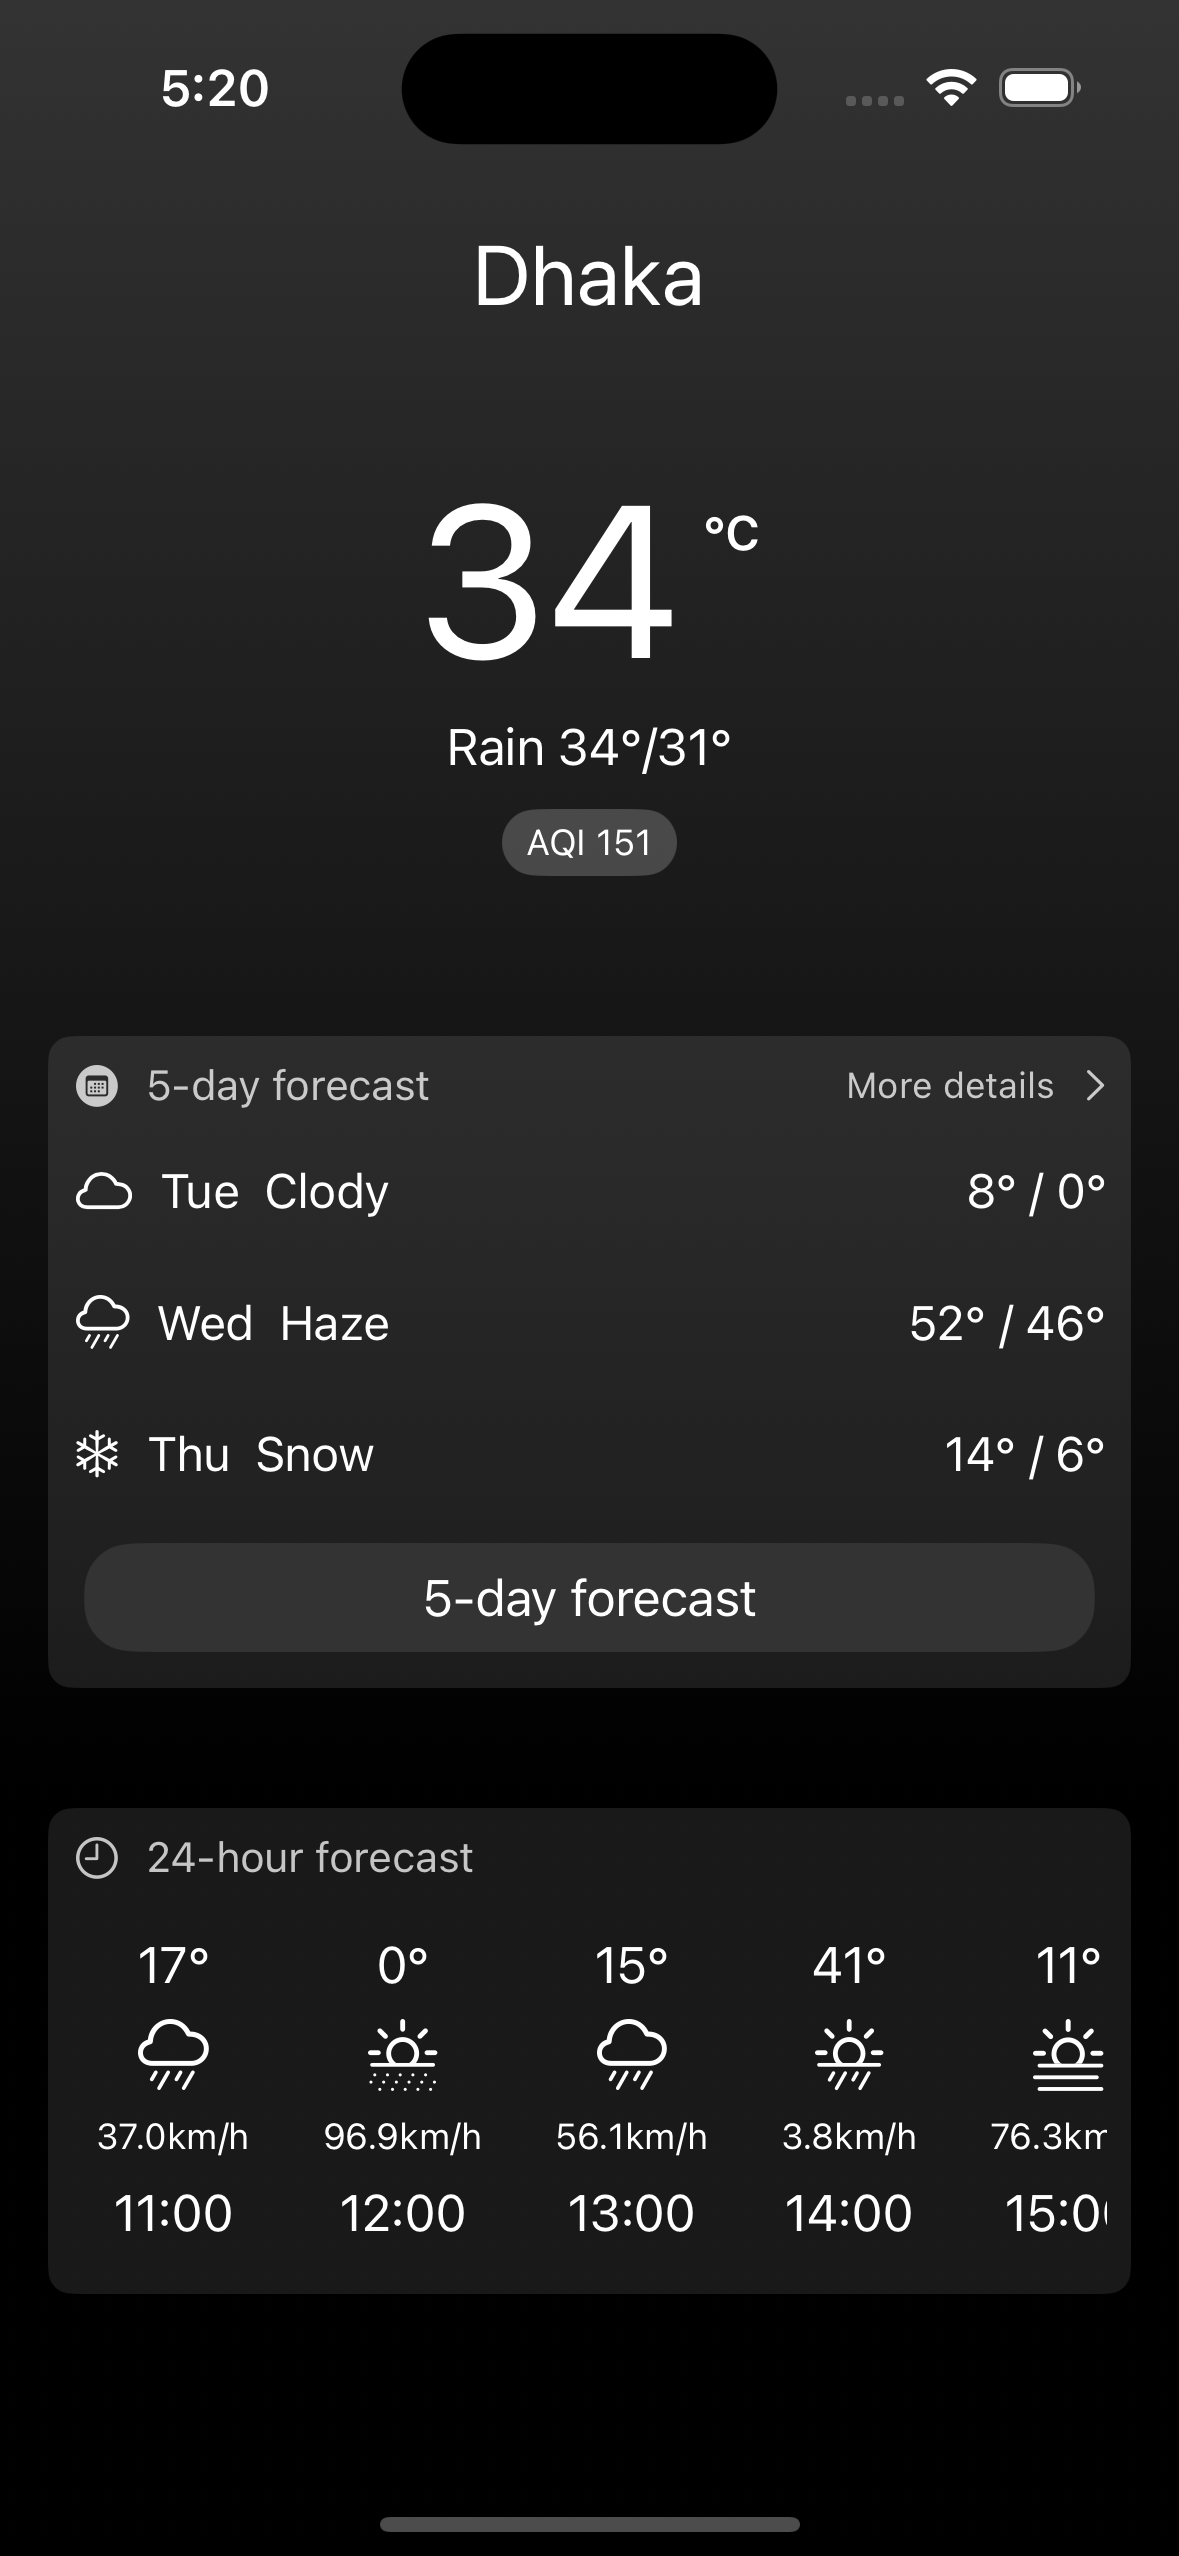 5:20
Dhaka
34 °C
Rain 34°/31°
AQI 151
5-day forecast More details
Tue Clody 8° / 0°
Wed Haze 52° / 46°
Thu Snow 14° / 6°
5-day forecast
24-hour forecast
17° 0° 15° 41° 11°
37.0km/h 96.9km/h 56.1km/h 3.8km/h 76.3km
11:00 12:00 13:00 14:00 15:0